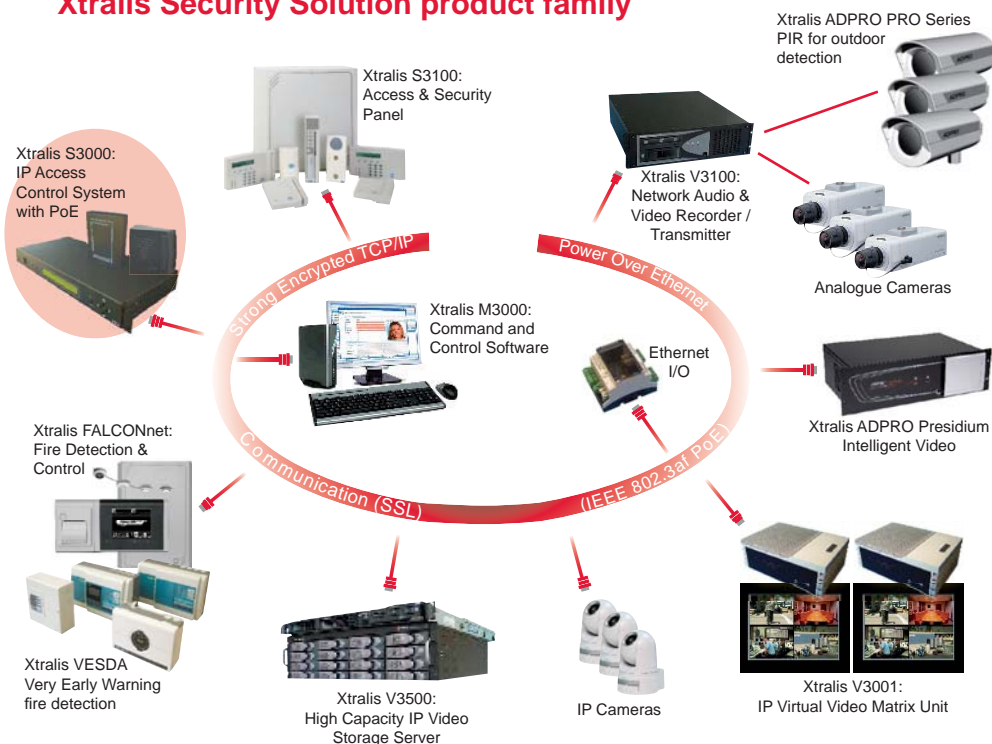 Xtralis Security Solution product family
Xtralis ADPRO PRO Series
PIR for outdoor
detection
ADPRO
Xtralis S3100:
Access & Security
Panel
Xtralis S3000:
IP Access
Control System
with PoE
Xtralis V3100:
Network Audio &
Video Recorder /
Transmitter
Analogue Cameras
Strong Encrypted TCP/IP
Power Over Ethernet
Xtralis M3000:
Command and
Control Software
Ethernet
I/O
Xtralis ADPRO Presidium
Intelligent Video
Xtralis FALCONnet:
Fire Detection &
Control
Communication (SSL)
(IEEE 802.3af PoE)
Xtralis VESDA
Very Early Warning
fire detection
Xtralis V3500:
High Capacity IP Video
Storage Server
IP Cameras
Xtralis V3001:
IP Virtual Video Matrix Unit